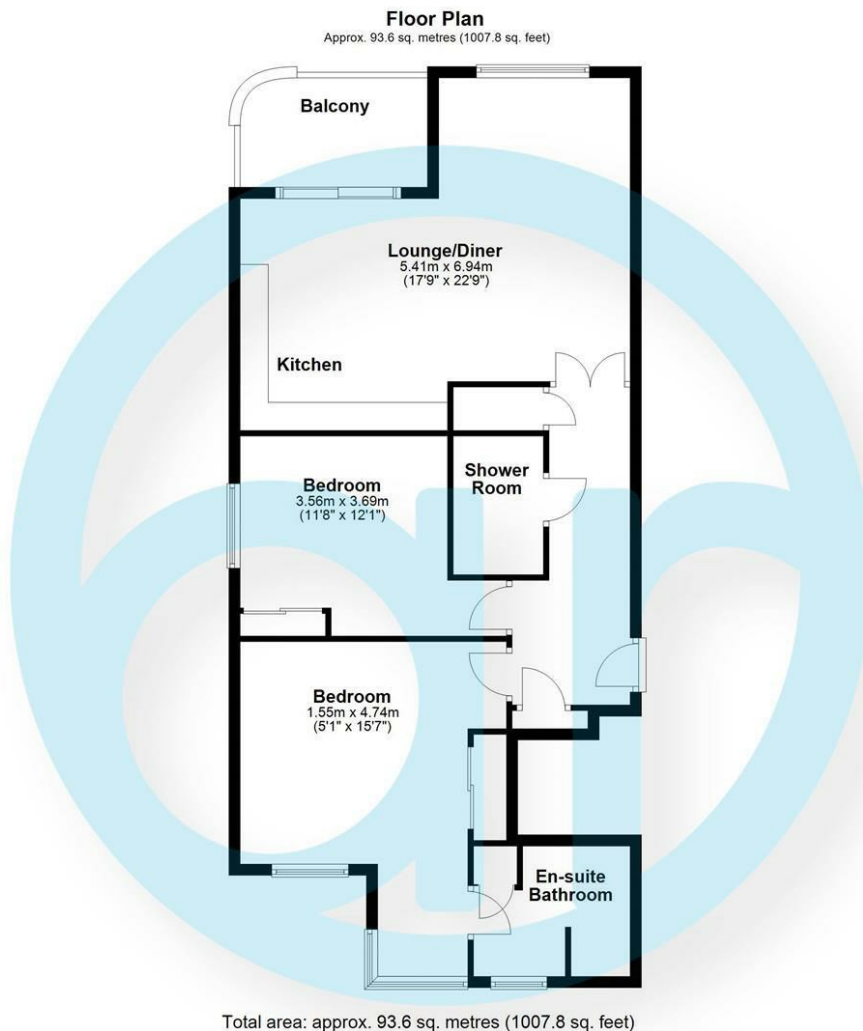 Floor Plan
Approx. 93.6 sq. metres (1007.8 sq. feet)
Balcony
Lounge/Diner
5.41m x 6.94m
(17'9" x 22'9")
Kitchen
Shower
Room
Bedroom
3.56m x 3.69m
(11'8" x 12'1")
Bedroom
1.55m x 4.74m
(5'1" x 15'7")
En-suite
Bathroom
Total area: approx. 93.6 sq. metres (1007.8 sq. feet)